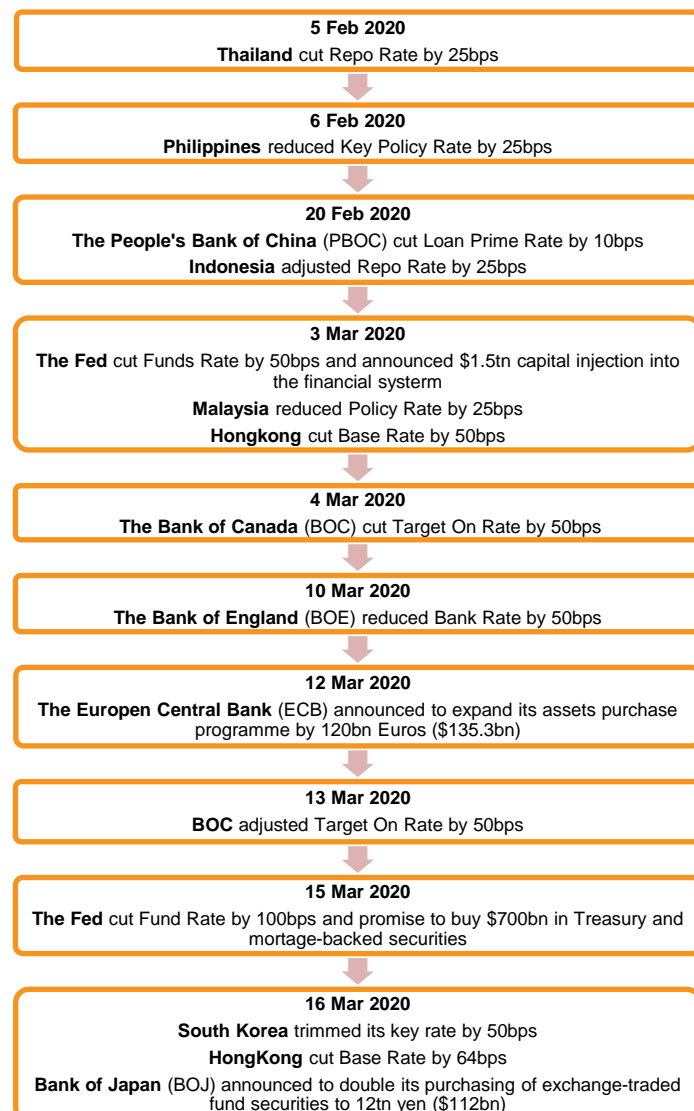 5 Feb 2020
Thailand cut Repo Rate by 25bps
6 Feb 2020
Philippines reduced Key Policy Rate by 25bps
20 Feb 2020
The People's Bank of China (PBOC) cut Loan Prime Rate by 10bps
Indonesia adjusted Repo Rate by 25bps
3 Mar 2020
The Fed cut Funds Rate by 50bps and announced $1.5tn capital injection into
the financial systerm
Malaysia reduced Policy Rate by 25bps
Hongkong cut Base Rate by 50bps
4 Mar 2020
The Bank of Canada (BOC) cut Target On Rate by 50bps
10 Mar 2020
The Bank of England (BOE) reduced Bank Rate by 50bps
12 Mar 2020
The Europen Central Bank (ECB) announced to expand its assets purchase
programme by 120bn Euros ($135.3bn)
13 Mar 2020
BOC adjusted Target On Rate by 50bps
15 Mar 2020
The Fed cut Fund Rate by 100bps and promise to buy $700bn in Treasury and
mortage-backed securities
16 Mar 2020
South Korea trimmed its key rate by 50bps
HongKong cut Base Rate by 64bps
Bank of Japan (BOJ) announced to double its purchasing of exchange-traded
fund securities to 12tn yen ($112bn)